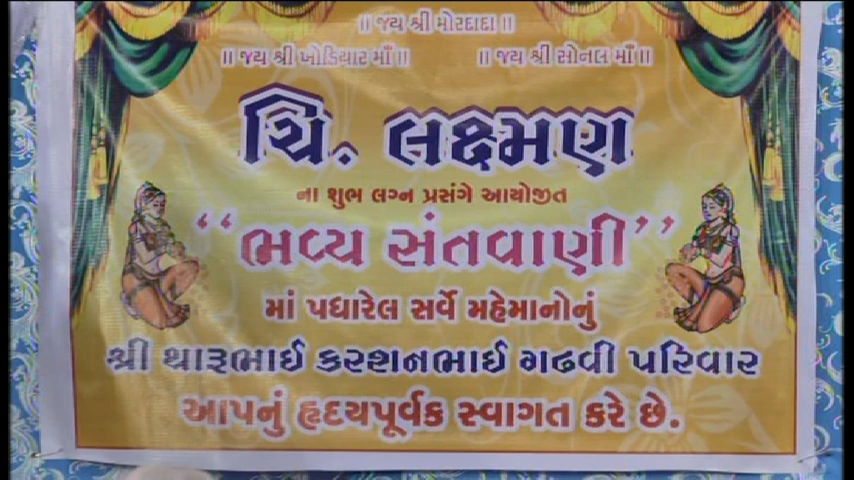 ॥ જય શ્રી મોરદાદા ॥
॥ જય શ્રી ખોડિયાર માઁ ॥ ॥ જય શ્રી સોનલ માઁ ॥
ચિ. લક્ષ્મણ
ના શુભ લગ્ન પ્રસંગે આયોજીત
‘‘ભવ્ય સંતવાણી’’
માં પધારેલ સર્વે મહેમાનોનું
શ્રી થારૂભાઈ કરશનભાઈ ગઢવી પરિવાર
આપનું હૃદયપૂર્વક સ્વાગત કરે છે.